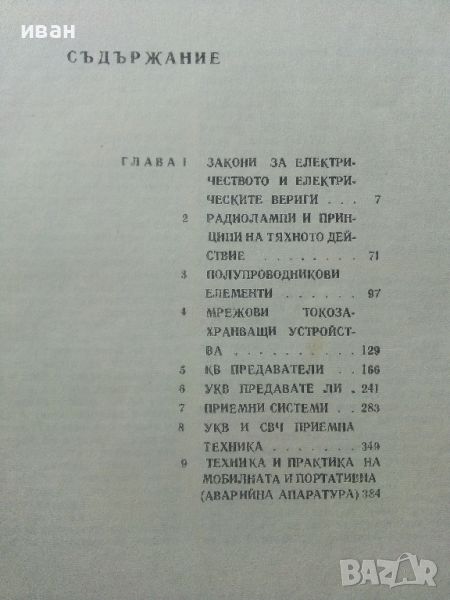 иван
СЪДЪРЖАНИЕ
ГЛАВА I ЗАКОНИ ЗА ЕЛЕКТРИ-
ЧЕСТВОТО И ЕЛЕКТРИ-
ЧЕСКИТЕ ВЕРИГИ . . . 7
2 РАДИОЛАМПИ И ПРИН-
ЦИПИ НА ТЯХНОТО ДЕЙ-
СТВИЕ . . . . . . . 71
3 ПОЛУПРОВОДНИКОВИ
ЕЛЕМЕНТИ . . . . . . 97
4 МРЕЖОВИ ТОКОЗА-
ХРАНВАЩИ УСТРОЙСТ-
ВА . . . . . . . . . 129
5 КВ ПРЕДАВАТЕЛИ . . . 166
6 УКВ ПРЕДАВАТЕ ЛИ . 241
7 ПРИЕМНИ СИСТЕМИ . . 283
8 УКВ И СВЧ ПРИЕМНА
ТЕХНИКА . . . . . . 349
9 ТЕХНИКА И ПРАКТИКА НА
МОБИЛНАТА И ПОРТАТИВНА
(АВАРИЙНА АПАРАТУРА) 384
BAZAR.BG